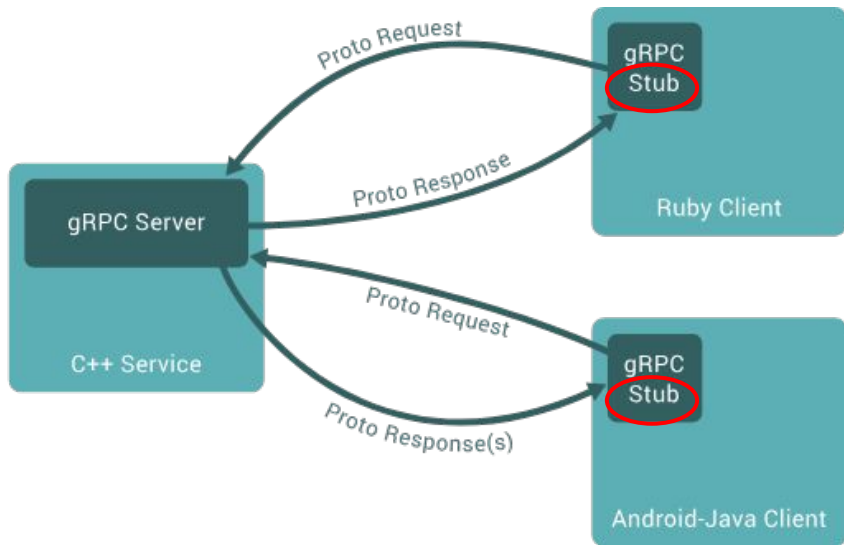 Proto Request
gRPC
Stub
Proto Response
Ruby Client
gRPC Server
C++ Service
Proto Request
gRPC
Stub
Proto Response(s)
Android-Java Client